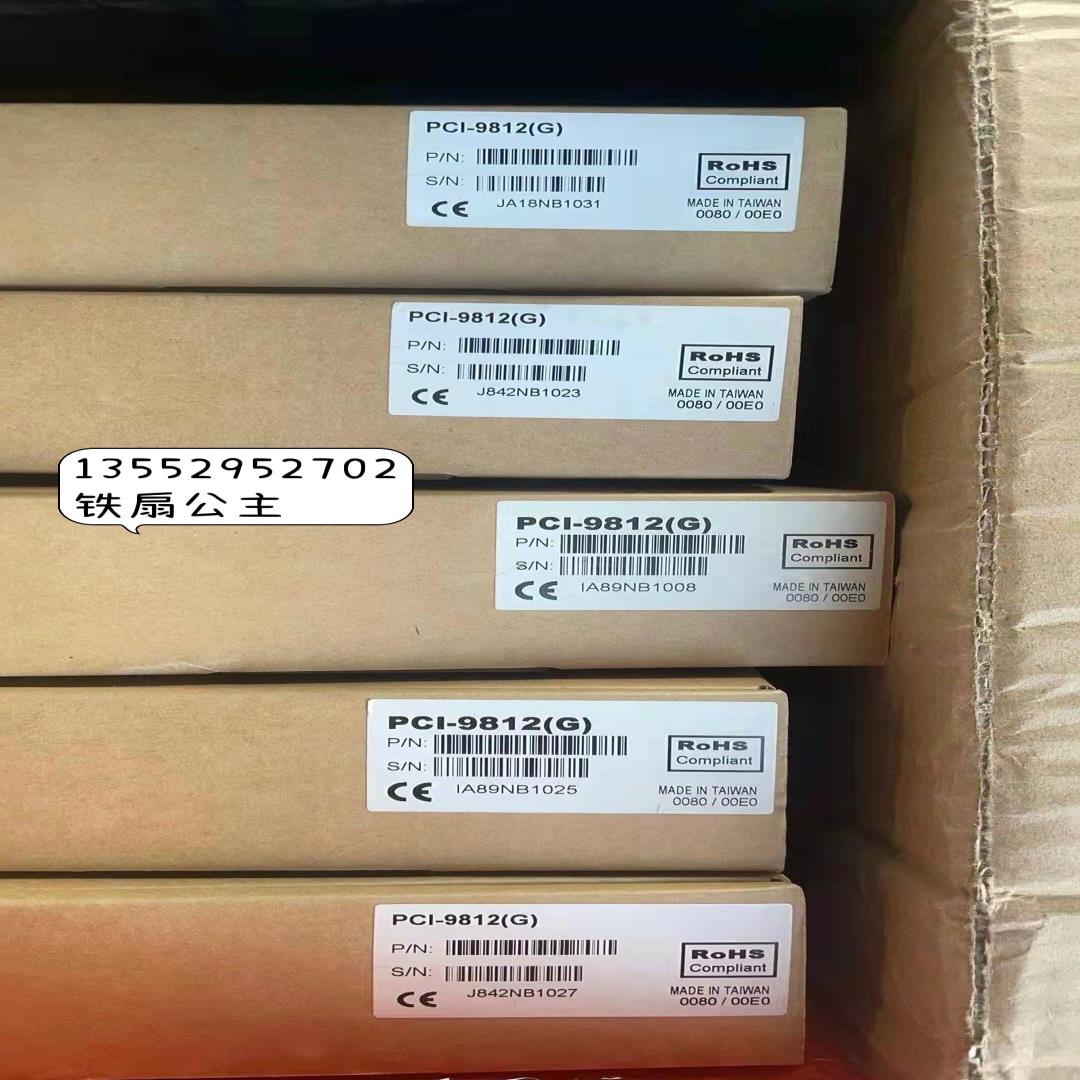 PCI-9812(G)
P/N:
S/N:
JA18NB1031
CE
RoHS
Compliant
MADE IN TAIWAN
0080 / 00E0
PCI-9812(G)
P/N:
S/N:
J842NB1023
CE
RoHS
Compliant
MADE IN TAIWAN
0080 / 00E0
13552952702
铁扇公主
PCI-9812(G)
P/N:
S/N:
IA89NB1008
CE
RoHS
Compliant
MADE IN TAIWAN
0080 / 00E0
PCI-9812(G)
P/N:
S/N:
IA89NB1025
CE
RoHS
Compliant
MADE IN TAIWAN
0080 / 00E0
PCI-9812(G)
P/N:
S/N:
J842NB1027
CE
RoHS
Compliant
MADE IN TAIWAN
0080 / 00E0